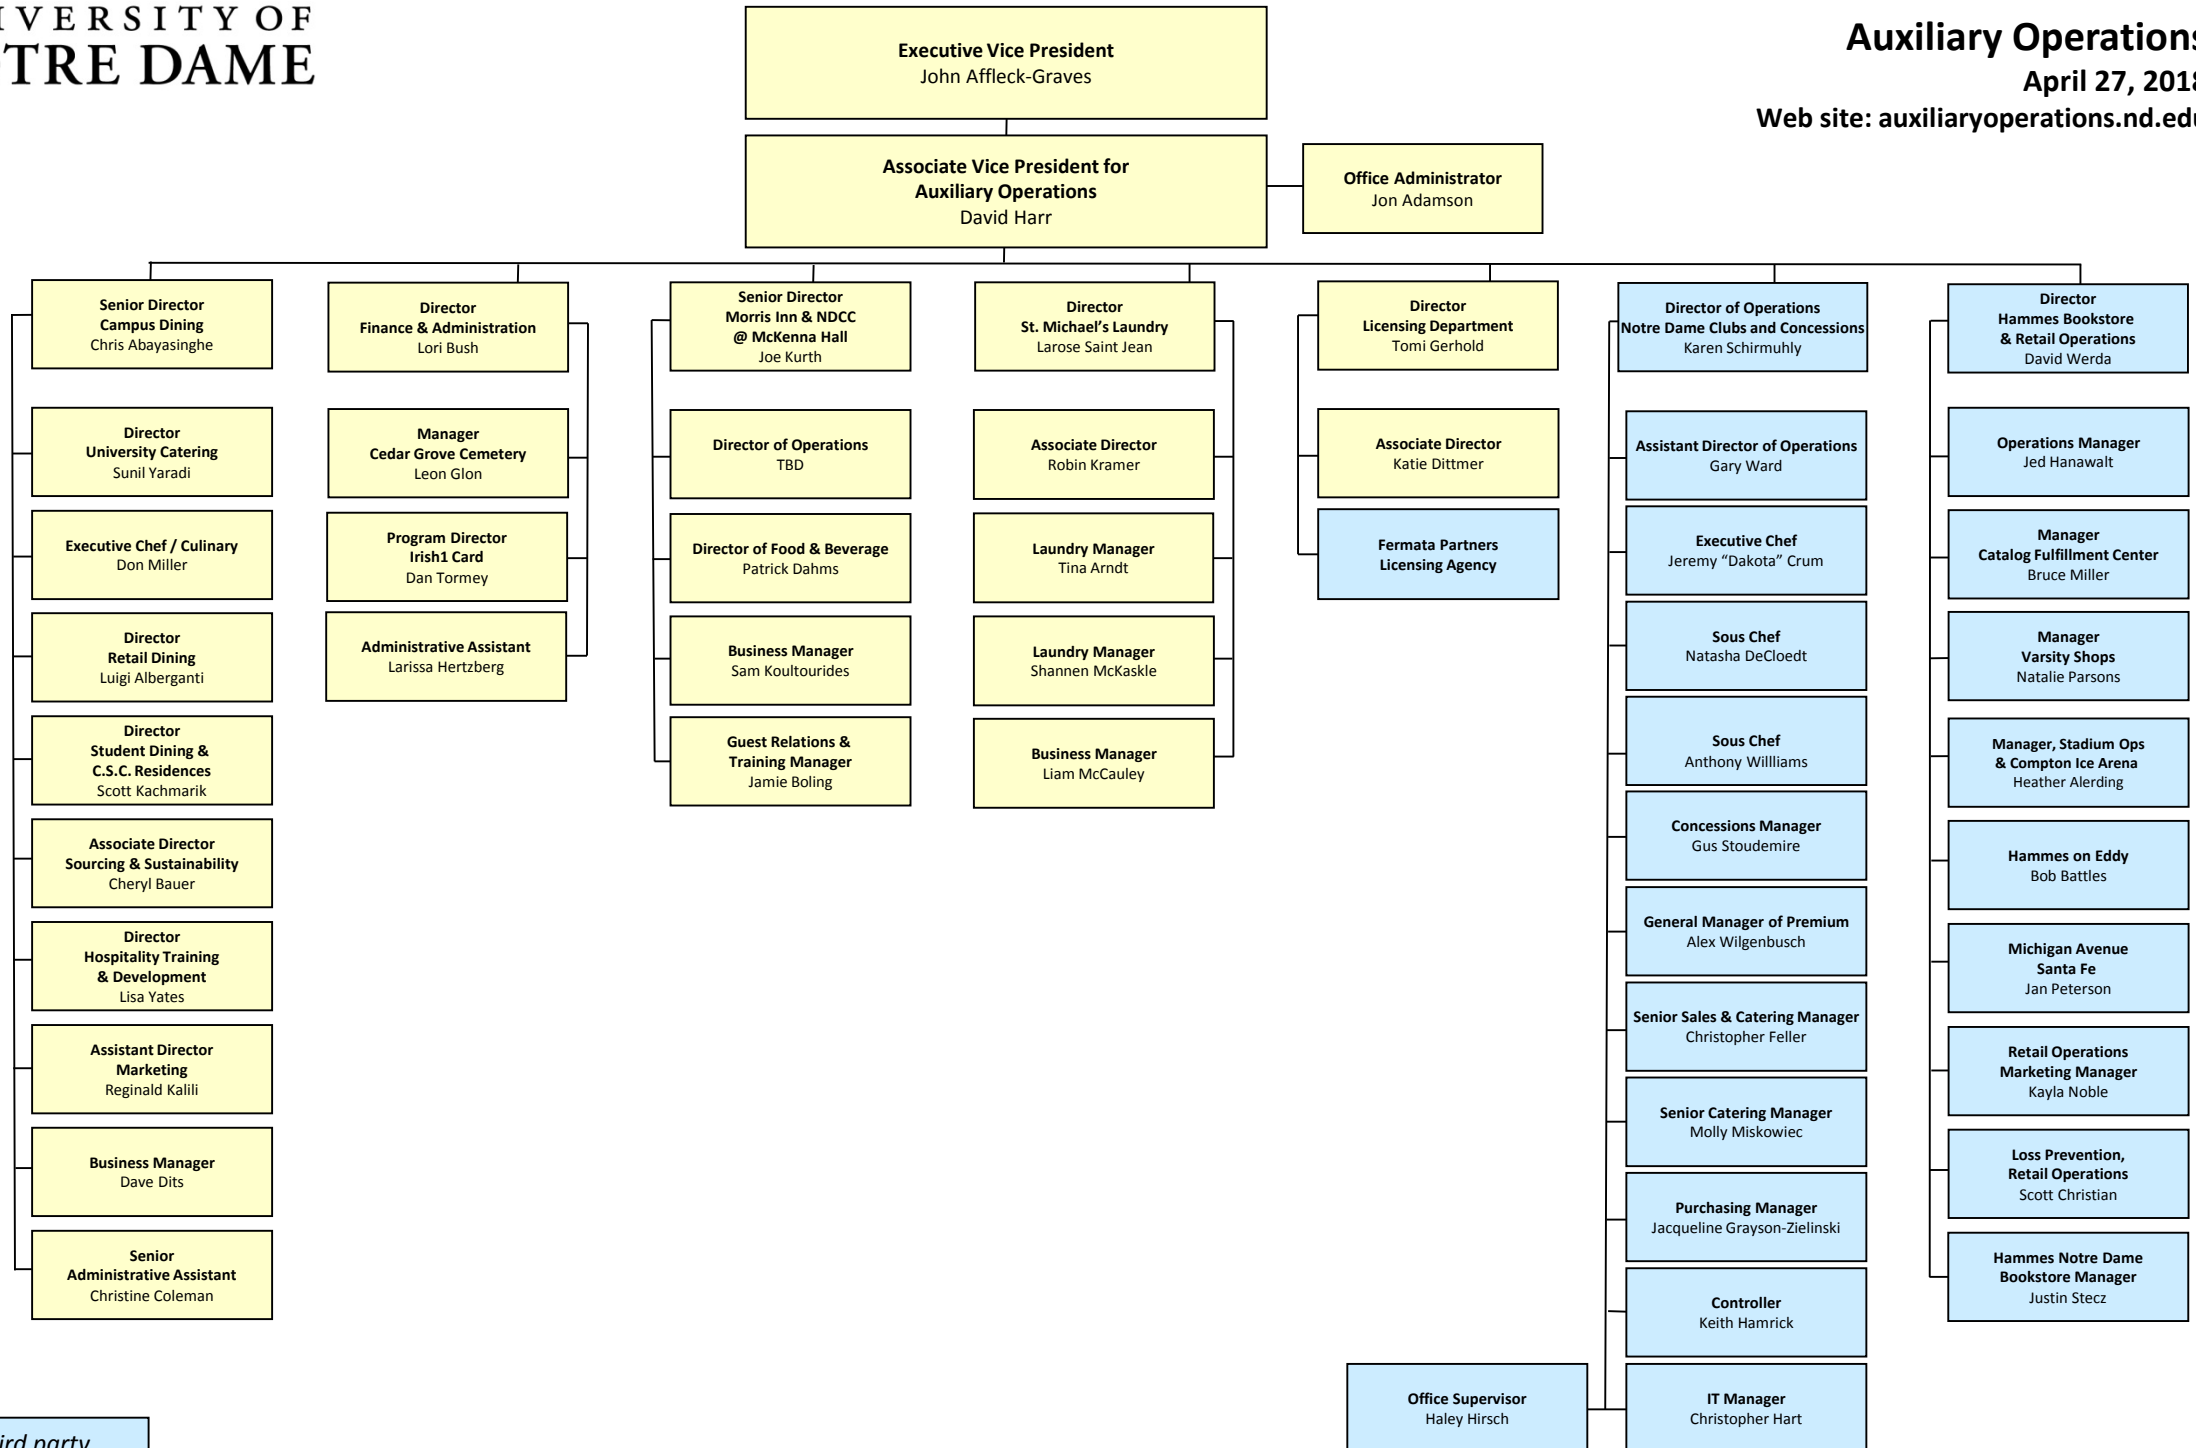 IVERSITY OF
TRE DAME
Auxiliary Operations
April 27, 2018
Web site: auxiliaryoperations.nd.edu
Executive Vice President
John Affleck-Graves
Associate Vice President for
Auxiliary Operations
David Harr
Office Administrator
Jon Adamson
Senior Director
Campus Dining
Chris Abayasinghe
Director
University Catering
Sunil Yaradi
Executive Chef / Culinary
Don Miller
Director
Retail Dining
Luigi Alberganti
Director
Student Dining &
C.S.C. Residences
Scott Kachmarik
Associate Director
Sourcing & Sustainability
Cheryl Bauer
Director
Hospitality Training
& Development
Lisa Yates
Assistant Director
Marketing
Reginald Kalili
Business Manager
Dave Dits
Senior
Administrative Assistant
Christine Coleman
Director
Finance & Administration
Lori Bush
Manager
Cedar Grove Cemetery
Leon Glon
Program Director
Irish1 Card
Dan Tormey
Administrative Assistant
Larissa Hertzberg
Senior Director
Morris Inn & NDCC
@ McKenna Hall
Joe Kurth
Director of Operations
TBD
Director of Food & Beverage
Patrick Dahms
Business Manager
Sam Koultourides
Guest Relations &
Training Manager
Jamie Boling
Director
St. Michael’s Laundry
Larose Saint Jean
Associate Director
Robin Kramer
Laundry Manager
Tina Arndt
Laundry Manager
Shannen McKaskle
Business Manager
Liam McCauley
Director
Licensing Department
Tomi Gerhold
Associate Director
Katie Dittmer
Fermata Partners
Licensing Agency
Director of Operations
Notre Dame Clubs and Concessions
Karen Schirmuhly
Assistant Director of Operations
Gary Ward
Executive Chef
Jeremy “Dakota” Crum
Sous Chef
Natasha DeCloedt
Sous Chef
Anthony Willliams
Concessions Manager
Gus Stoudemire
General Manager of Premium
Alex Wilgenbusch
Senior Sales & Catering Manager
Christopher Feller
Senior Catering Manager
Molly Miskowiec
Purchasing Manager
Jacqueline Grayson-Zielinski
Controller
Keith Hamrick
Office Supervisor
Haley Hirsch
IT Manager
Christopher Hart
Director
Hammes Bookstore
& Retail Operations
David Werda
Operations Manager
Jed Hanawalt
Manager
Catalog Fulfillment Center
Bruce Miller
Manager
Varsity Shops
Natalie Parsons
Manager, Stadium Ops
& Compton Ice Arena
Heather Alerding
Hammes on Eddy
Bob Battles
Michigan Avenue
Santa Fe
Jan Peterson
Retail Operations
Marketing Manager
Kayla Noble
Loss Prevention,
Retail Operations
Scott Christian
Hammes Notre Dame
Bookstore Manager
Justin Stecz
ird party